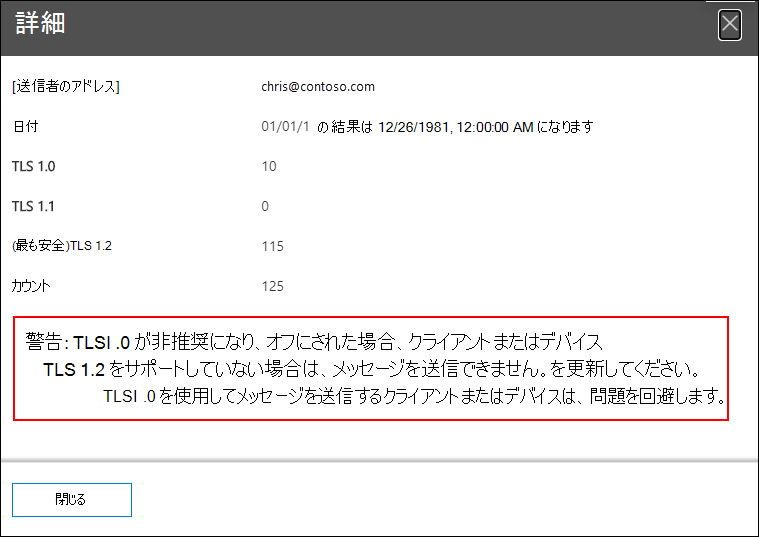 詳細
[送信者のアドレス] chris@contoso.com
日付 01/01/1 の結果は 12/26/1981, 12:00:00 AM になります
TLS 1.0 10
TLS 1.1 0
(最も安全)TLS 1.2 115
カウント 125
警告: TLSI .0 が非推奨になり、オフにされた場合、クライアントまたはデバイス
TLS 1.2 をサポートしていない場合は、メッセージを送信できません。を更新してください。
TLSI .0 を使用してメッセージを送信するクライアントまたはデバイスは、問題を回避します。
閉じる